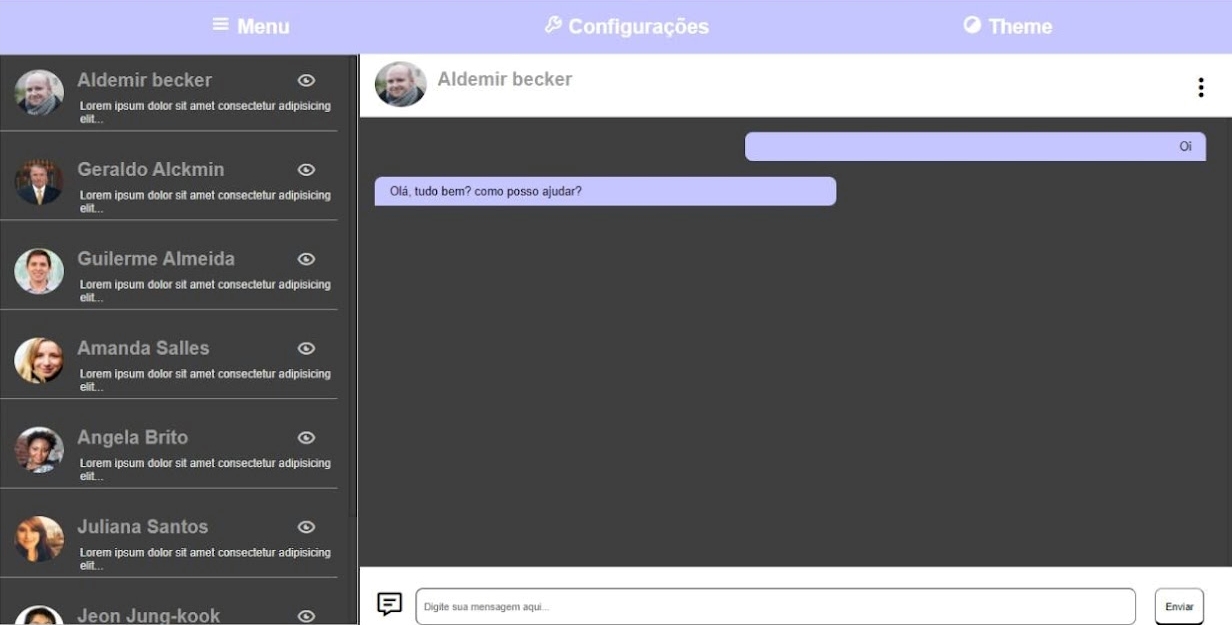 Menu
Configurações
Theme
Aldemir becker
Lorem ipsum dolor sit amet consectetur adipisicing
elit...
Geraldo Alckmin
Lorem ipsum dolor sit amet consectetur adipisicing
elit...
Guilerme Almeida
Lorem ipsum dolor sit amet consectetur adipisicing
elit...
Amanda Salles
Lorem ipsum dolor sit amet consectetur adipisicing
elit...
Angela Brito
Lorem ipsum dolor sit amet consectetur adipisicing
elit...
Juliana Santos
Lorem ipsum dolor sit amet consectetur adipisicing
elit...
Jeon Jung-kook
Aldemir becker
Oi
Olá, tudo bem? como posso ajudar?
Digite sua mensagem aqui...
Enviar